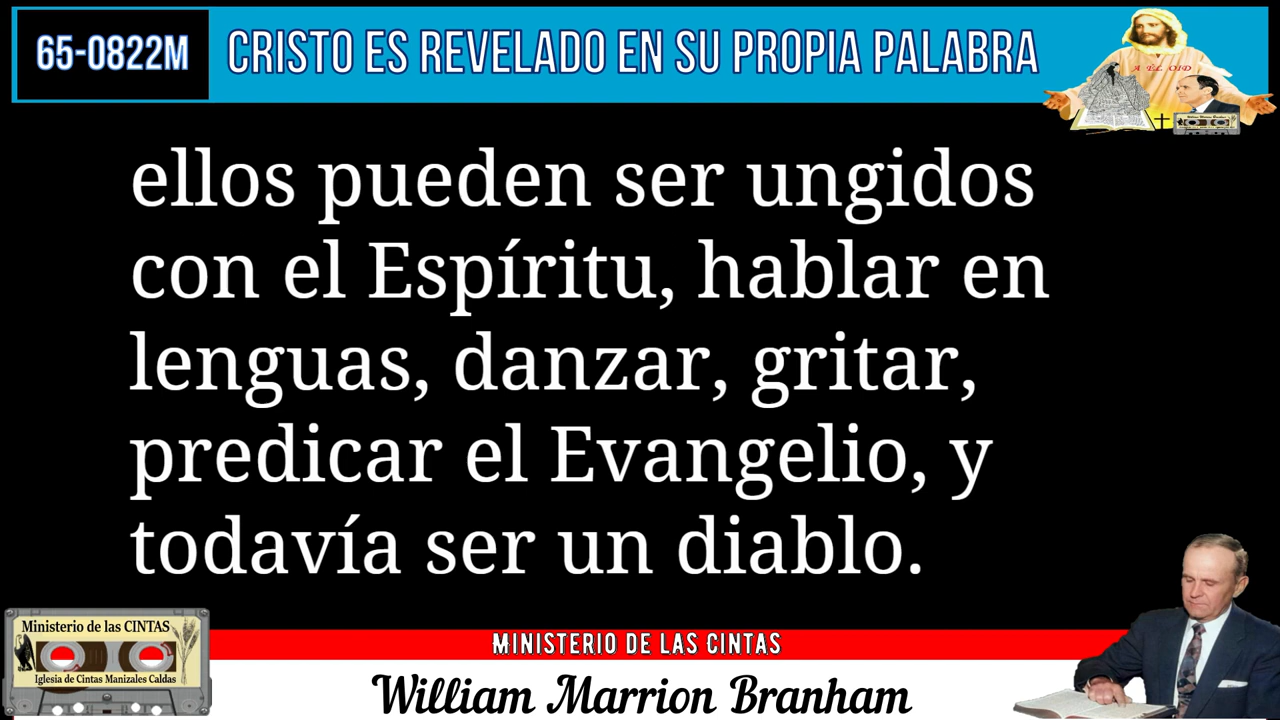 65-0822M
CRISTO ES REVELADO EN SU PROPIA PALABRA
A ÉL OID
ellos pueden ser ungidos
con el Espíritu, hablar en
lenguas, danzar, gritar,
predicar el Evangelio, y
todavía ser un diablo.
Ministerio de las CINTAS
Iglesia de Cintas Manizales Caldas
MINISTERIO DE LAS CINTAS
William Marrion Branham